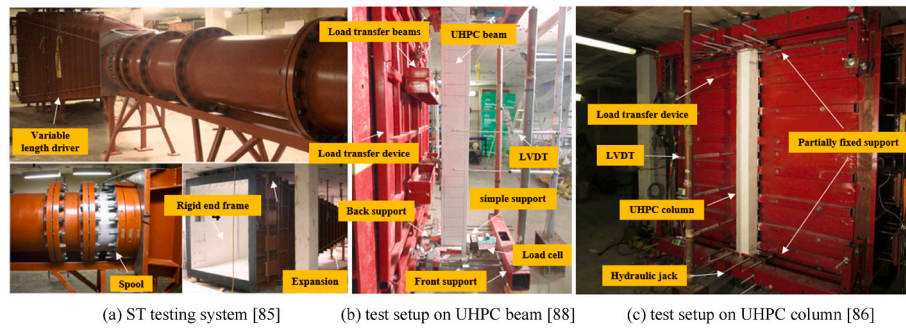 Variable
length driver
Spool
Rigid end frame
Expansion
Load transfer beams
UHPC beam
Load transfer device
LVDT
Back support
simple support
Load cell
Front support
Load transfer device
LVDT
Partially fixed support
UHPC column
Hydraulic jack
(a) ST testing system [85]
(b) test setup on UHPC beam [88]
(c) test setup on UHPC column [86]